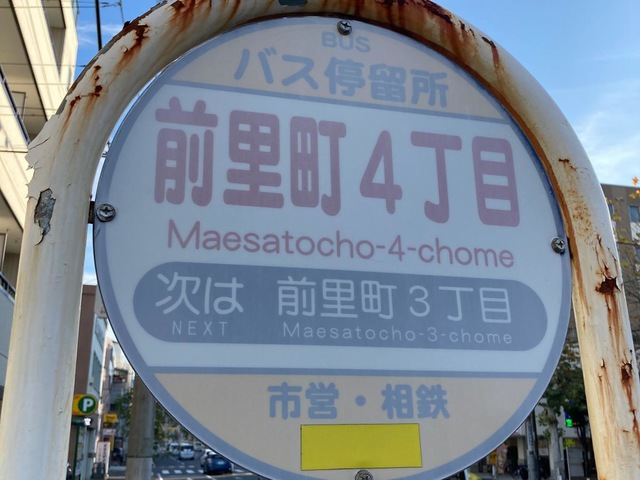 BUS
バス停留所
前里町4丁目
Maesatocho-4-chome
次は 前里町3丁目
NEXT Maesatocho-3-chome
市営・相鉄
P